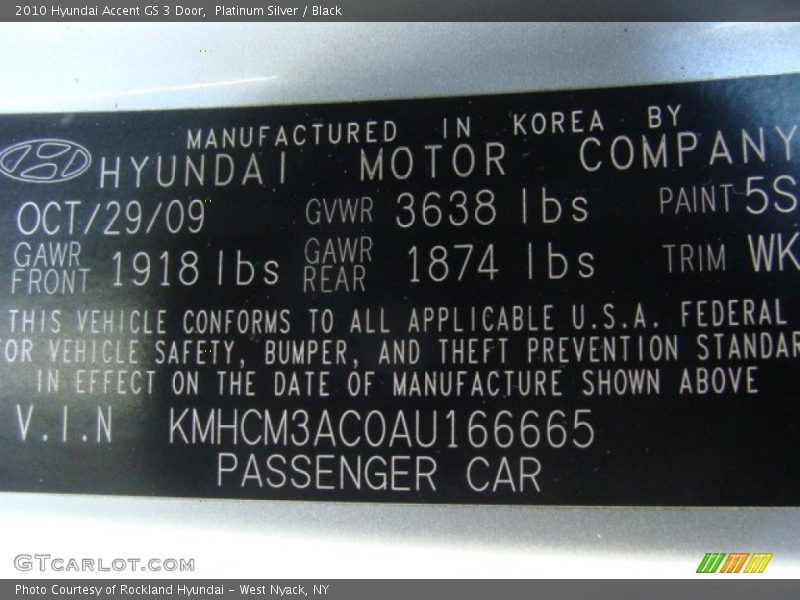 2010 Hyundai Accent GS 3 Door, Platinum Silver / Black
MANUFACTURED IN KOREA BY
HYUNDAI MOTOR COMPANY
OCT/29/09 GVWR 3638 lbs PAINT 5S
GAWR FRONT 1918 lbs GAWR REAR 1874 lbs TRIM WK
THIS VEHICLE CONFORMS TO ALL APPLICABLE U.S.A. FEDERAL
OR VEHICLE SAFETY, BUMPER, AND THEFT PREVENTION STANDAR
IN EFFECT ON THE DATE OF MANUFACTURE SHOWN ABOVE
V.I.N KMHCM3AC0AU166665
PASSENGER CAR
GTCARLOT.COM
Photo Courtesy of Rockland Hyundai - West Nyack, NY